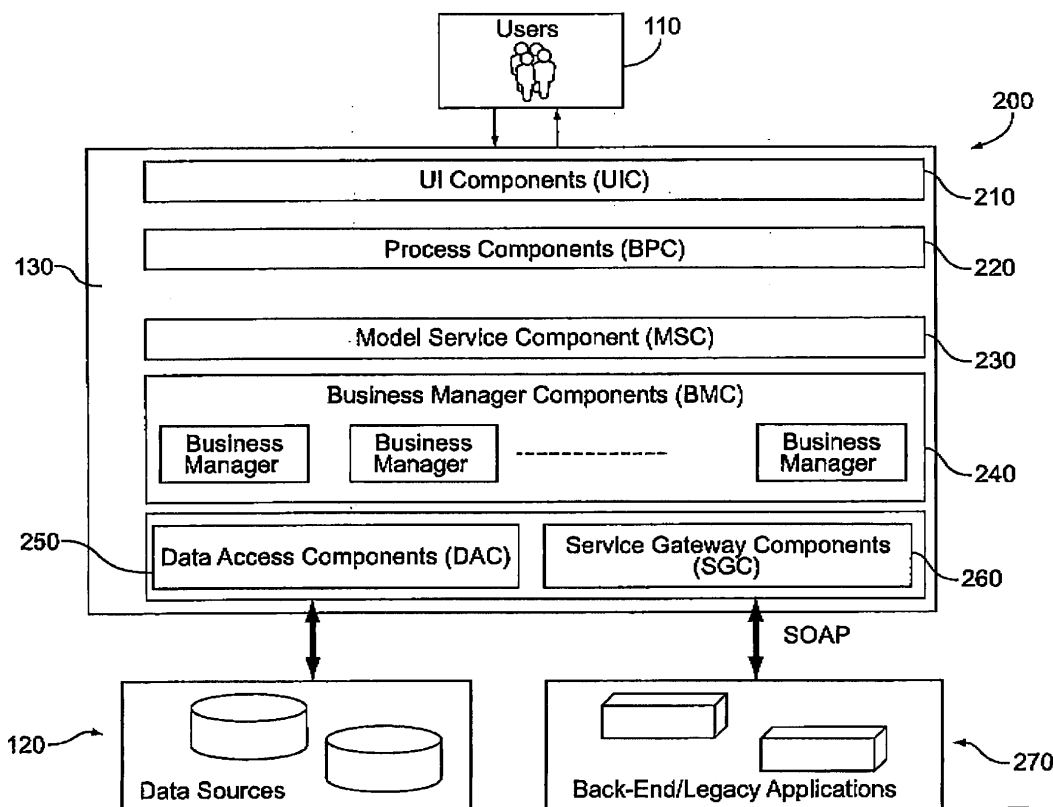 Users
110
200
UI Components (UIC)
210
Process Components (BPC)
220
130
Model Service Component (MSC)
230
Business Manager Components (BMC)
Business
Manager
Business
Manager
Business
Manager
240
250
Data Access Components (DAC)
Service Gateway Components
(SGC)
260
SOAP
120
Data Sources
Back-End/Legacy Applications
270